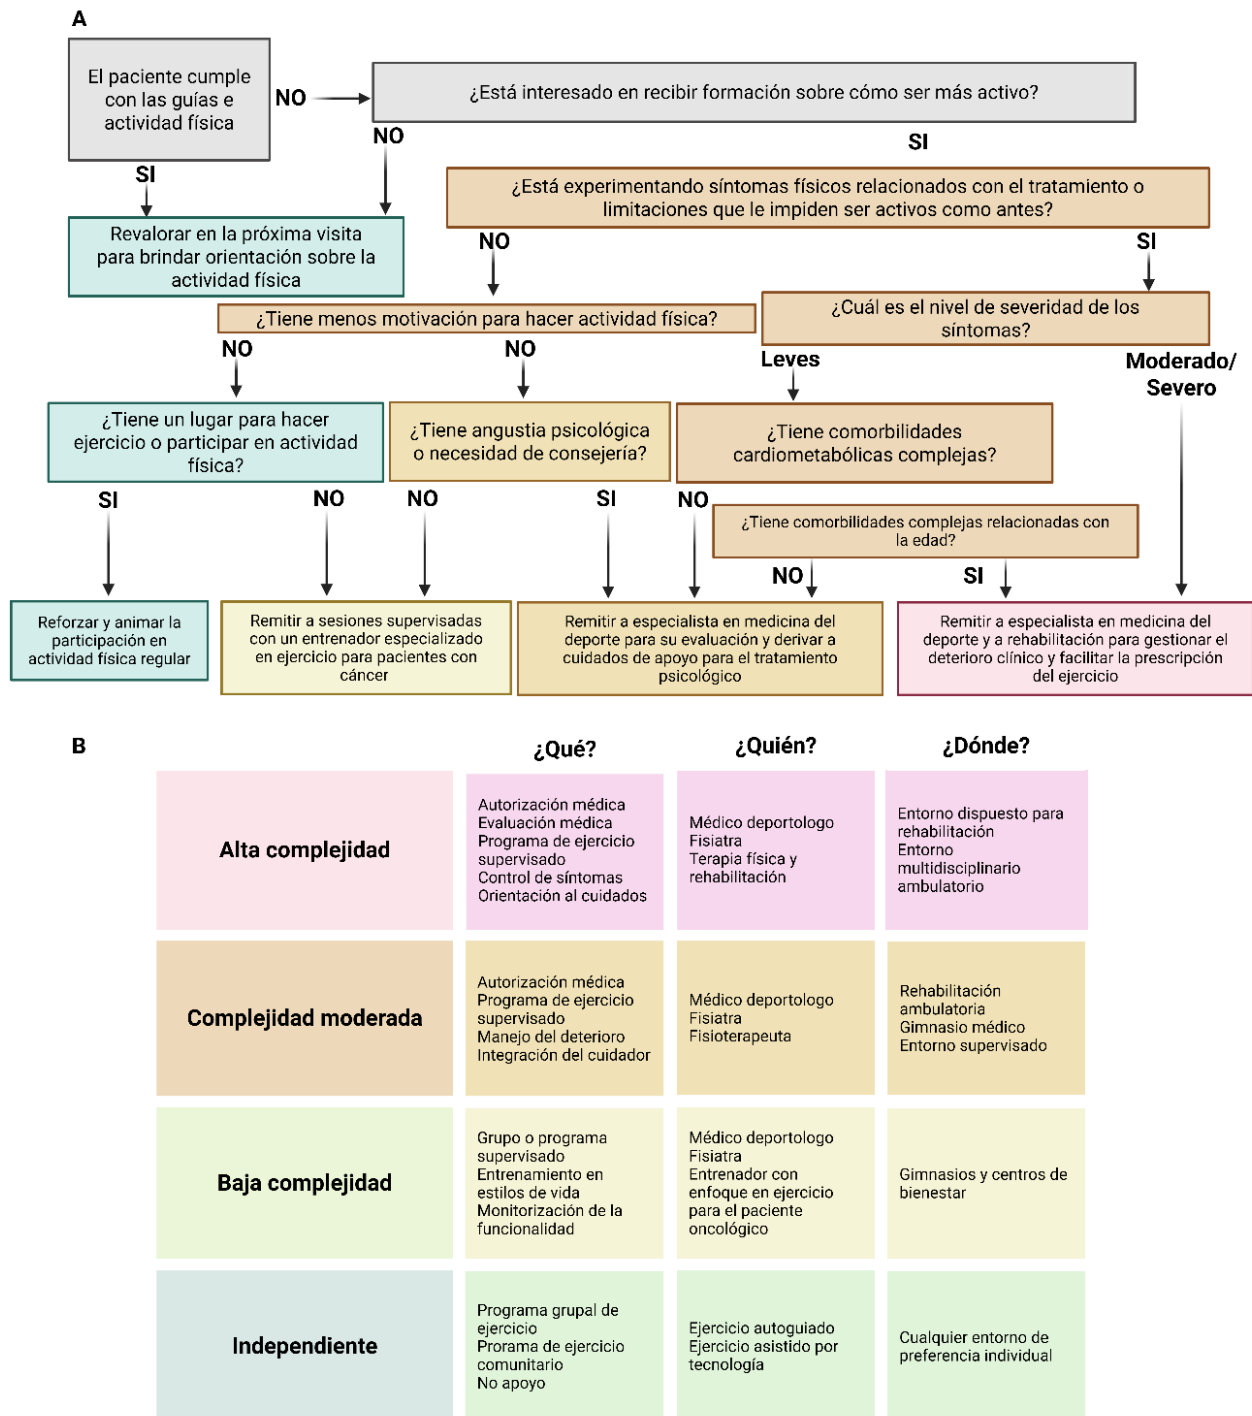 A
El paciente cumple
con las guías e
actividad física
NO
¿Está interesado en recibir formación sobre cómo ser más activo?
SI
NO
SI
Revalorar en la próxima visita
para brindar orientación sobre la
actividad física
¿Está experimentando síntomas físicos relacionados con el tratamiento o
limitaciones que le impiden ser activos como antes?
NO
SI
¿Tiene menos motivación para hacer actividad física?
¿Cuál es el nivel de severidad de los
síntomas?
NO
NO
Leves
Moderado/
Severo
¿Tiene un lugar para hacer
ejercicio o participar en actividad
física?
¿Tiene angustia psicológica
o necesidad de consejería?
¿Tiene comorbilidades
cardiometabólicas complejas?
SI
NO
NO
SI
NO
¿Tiene comorbilidades complejas relacionadas con
la edad?
NO
SI
Reforzar y animar la
participación en
actividad física regular
Remitir a sesiones supervisadas
con un entrenador especializado
en ejercicio para pacientes con
cáncer
Remitir a especialista en medicina del
deporte para su evaluación y derivar a
cuidados de apoyo para el tratamiento
psicológico
Remitir a especialista en medicina del
deporte y a rehabilitación para gestionar el
deterioro clínico y facilitar la prescripción
del ejercicio
B
¿Qué?
¿Quién?
¿Dónde?
Alta complejidad
Autorización médica
Evaluación médica
Programa de ejercicio
supervisado
Control de síntomas
Orientación al cuidados
Médico deportologo
Fisiatra
Terapia física y
rehabilitación
Entorno dispuesto para
rehabilitación
Entorno
multidisciplinario
ambulatorio
Complejidad moderada
Autorización médica
Programa de ejercicio
supervisado
Manejo del deterioro
Integración del cuidador
Médico deportologo
Fisiatra
Fisioterapeuta
Rehabilitación
ambulatoria
Gimnasio médico
Entorno supervisado
Baja complejidad
Grupo o programa
supervisado
Entrenamiento en
estilos de vida
Monitorización de la
funcionalidad
Médico deportologo
Fisiatra
Entrenador con
enfoque en ejercicio
para el paciente
oncológico
Gimnasios y centros de
bienestar
Independiente
Programa grupal de
ejercicio
Prorama de ejercicio
comunitario
No apoyo
Ejercicio autoguiado
Ejercicio asistido por
tecnología
Cualquier entorno de
preferencia individual